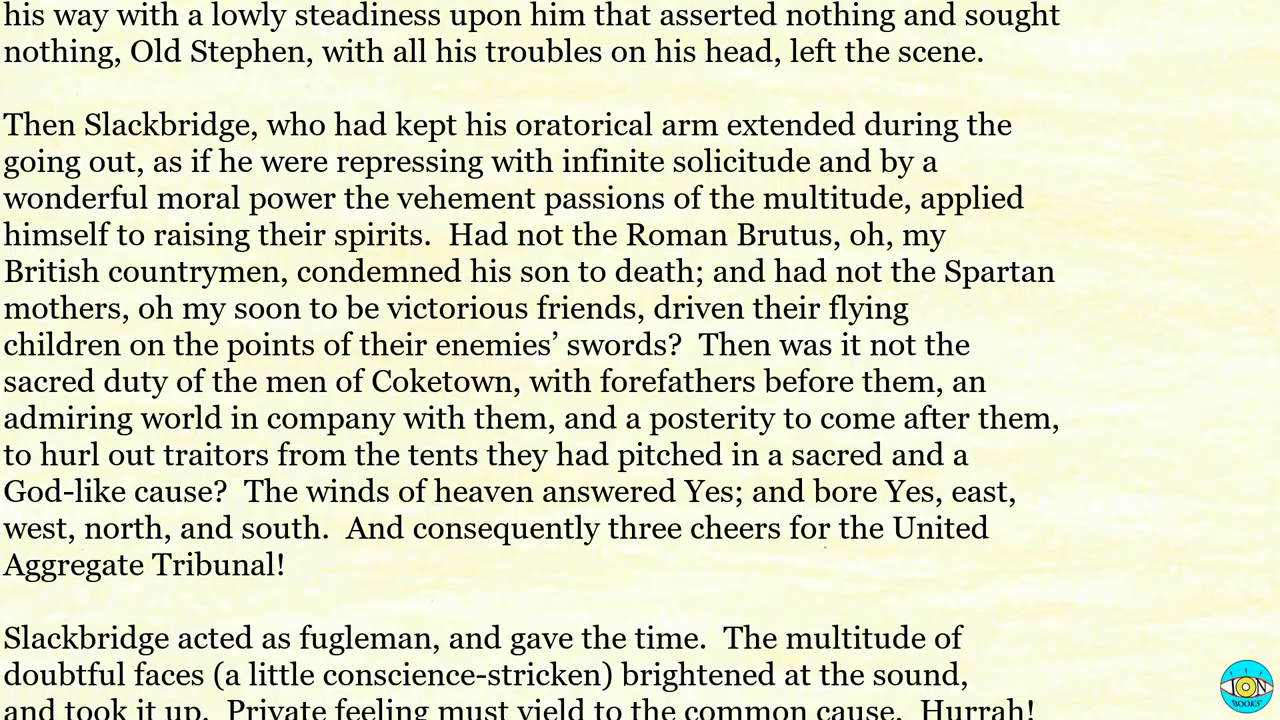 his way with a lowly steadiness upon him that asserted nothing and sought
nothing, Old Stephen, with all his troubles on his head, left the scene.
Then Slackbridge, who had kept his oratorical arm extended during the
going out, as if he were repressing with infinite solicitude and by a
wonderful moral power the vehement passions of the multitude, applied
himself to raising their spirits.  Had not the Roman Brutus, oh, my
British countrymen, condemned his son to death; and had not the Spartan
mothers, oh my soon to be victorious friends, driven their flying
children on the points of their enemies’ swords?  Then was it not the
sacred duty of the men of Coketown, with forefathers before them, an
admiring world in company with them, and a posterity to come after them,
to hurl out traitors from the tents they had pitched in a sacred and a
God-like cause?  The winds of heaven answered Yes; and bore Yes, east,
west, north, and south.  And consequently three cheers for the United
Aggregate Tribunal!
Slackbridge acted as fugleman, and gave the time.  The multitude of
doubtful faces (a little conscience-stricken) brightened at the sound,
and took it up.  Private feeling must yield to the common cause.  Hurrah!
ION
BOOKS